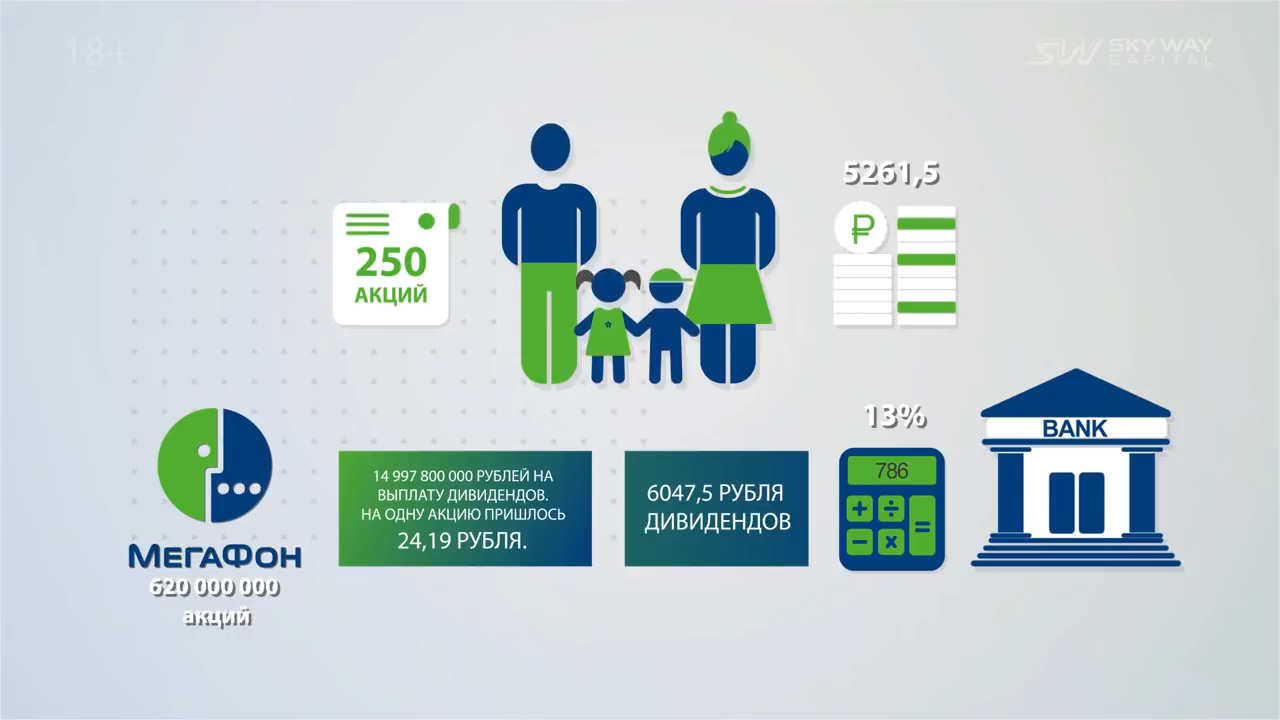 18+
SW SKY WAY
CAPITAL
5261,5
₽
250
АКЦИЙ
13%
BANK
786
+ ÷ =
− x
14 997 800 000 РУБЛЕЙ НА
ВЫПЛАТУ ДИВИДЕНДОВ.
НА ОДНУ АКЦИЮ ПРИШЛОСЬ
24,19 РУБЛЯ.
6047,5 РУБЛЯ
ДИВИДЕНДОВ
МЕГАФОН
620 000 000
акций